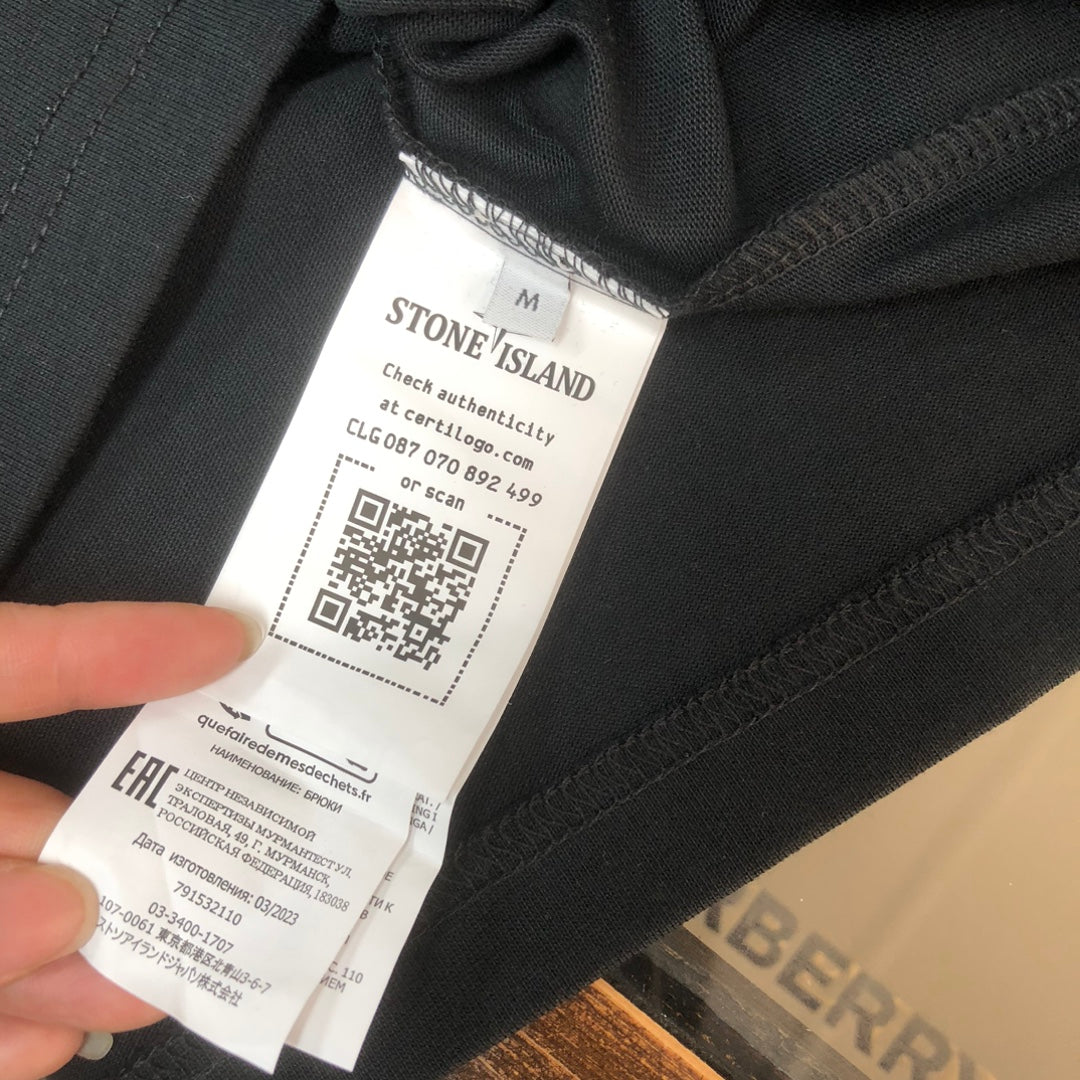 M
STONE ISLAND
Check authenticity
at certilogo.com
CLG 087 070 892 499
or scan
quefairedemesdechets.fr
НАИМЕНОВАНИЕ: БРЮКИ
EAC
ЦЕНТР НЕЗАВИСИМОЙ
ЭКСПЕРТИЗЫ МУРМАНТЕСТ УЛ.
ТРАЛОВАЯ, 49, Г. МУРМАНСК,
РОССИЙСКАЯ ФЕДЕРАЦИЯ, 183038
Дата изготовления: 03/2023
791532110
03-3400-1707
107-0061 東京都港区北青山3-6-7
ストンアイランドジャパン株式会社
C. 110
RBERRY